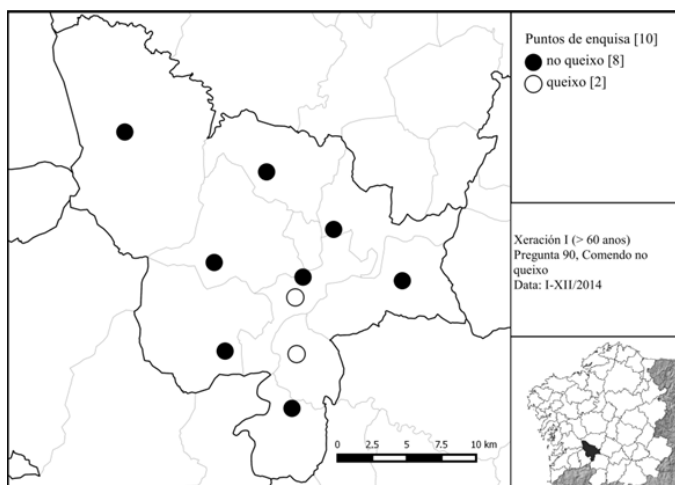 Puntos de enquisa [10]
no queixo [8]
queixo [2]
Xeración I (> 60 anos)
Pregunta 90, Comendo no
queixo
Data: I-XII/2014
0 2.5 5 7.5 10 km